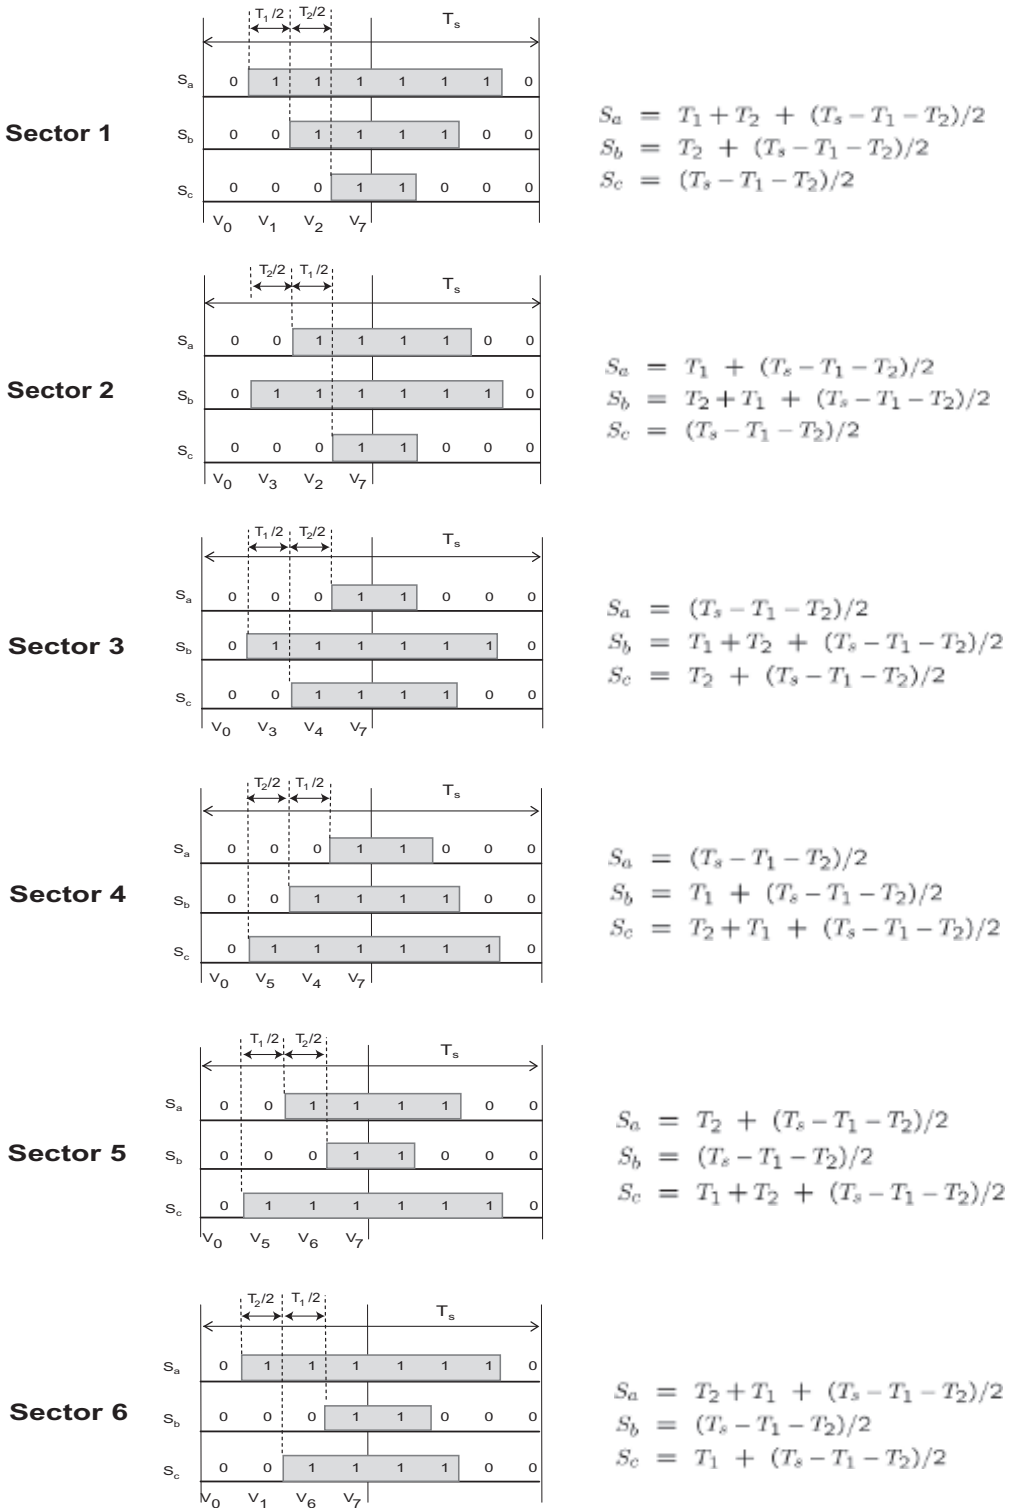 T1/2 T2/2 Ts
Sa 0 1 1 1 1 1 1 0
Sector 1
Sb 0 0 1 1 1 1 0 0
Sc 0 0 0 1 1 0 0 0
V0 V1 V2 V7
Sa = T1 + T2 + (Ts − T1 − T2)/2
Sb = T2 + (Ts − T1 − T2)/2
Sc = (Ts − T1 − T2)/2
T2/2 T1/2 Ts
Sa 0 0 1 1 1 1 0 0
Sector 2
Sb 0 1 1 1 1 1 1 0
Sc 0 0 0 1 1 0 0 0
V0 V3 V2 V7
Sa = T1 + (Ts − T1 − T2)/2
Sb = T2 + T1 + (Ts − T1 − T2)/2
Sc = (Ts − T1 − T2)/2
T1/2 T2/2 Ts
Sa 0 0 0 1 1 0 0 0
Sector 3
Sb 0 1 1 1 1 1 1 0
Sc 0 0 1 1 1 1 0 0
V0 V3 V4 V7
Sa = (Ts − T1 − T2)/2
Sb = T1 + T2 + (Ts − T1 − T2)/2
Sc = T2 + (Ts − T1 − T2)/2
T2/2 T1/2 Ts
Sa 0 0 0 1 1 0 0 0
Sector 4
Sb 0 0 1 1 1 1 0 0
Sc 0 1 1 1 1 1 1 0
V0 V5 V4 V7
Sa = (Ts − T1 − T2)/2
Sb = T1 + (Ts − T1 − T2)/2
Sc = T2 + T1 + (Ts − T1 − T2)/2
T1/2 T2/2 Ts
Sa 0 0 1 1 1 1 0 0
Sector 5
Sb 0 0 0 1 1 0 0 0
Sc 0 1 1 1 1 1 1 0
V0 V5 V6 V7
Sa = T2 + (Ts − T1 − T2)/2
Sb = (Ts − T1 − T2)/2
Sc = T1 + T2 + (Ts − T1 − T2)/2
T2/2 T1/2 Ts
Sa 0 1 1 1 1 1 1 0
Sector 6
Sb 0 0 0 1 1 0 0 0
Sc 0 0 1 1 1 1 0 0
V0 V1 V6 V7
Sa = T2 + T1 + (Ts − T1 − T2)/2
Sb = (Ts − T1 − T2)/2
Sc = T1 + (Ts − T1 − T2)/2